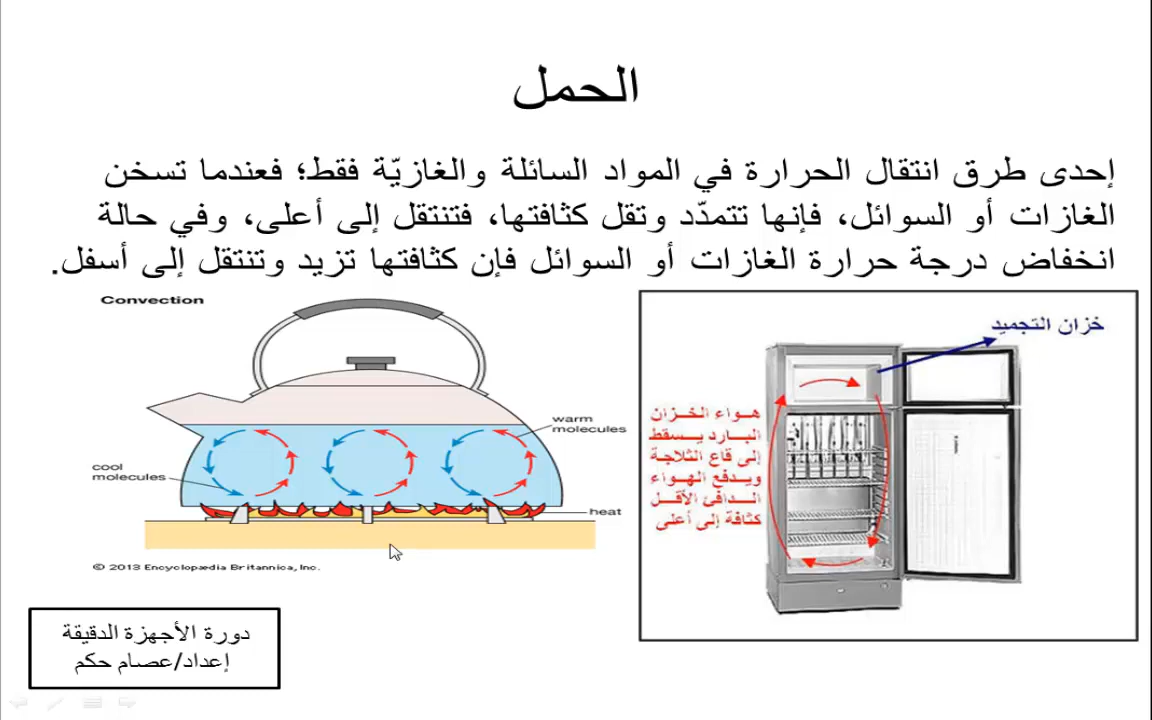 الحمل
إحدى طرق انتقال الحرارة في المواد السائلة والغازيّة فقط؛ فعندما تسخن
الغازات أو السوائل، فإنها تتمدّد وتقل كثافتها، فتنتقل إلى أعلى، وفي حالة
انخفاض درجة حرارة الغازات أو السوائل فإن كثافتها تزيد وتنتقل إلى أسفل.
Convection
warm
molecules
cool
molecules
heat
© 2013 Encyclopædia Britannica, Inc.
خزان التجميد
هواء الخزان
البارد يسقط
إلى قاع الثلاجة
ويدفع الهواء
الدافئ الأقل
كثافة إلى أعلى
دورة الأجهزة الدقيقة
إعداد/عصام حكم